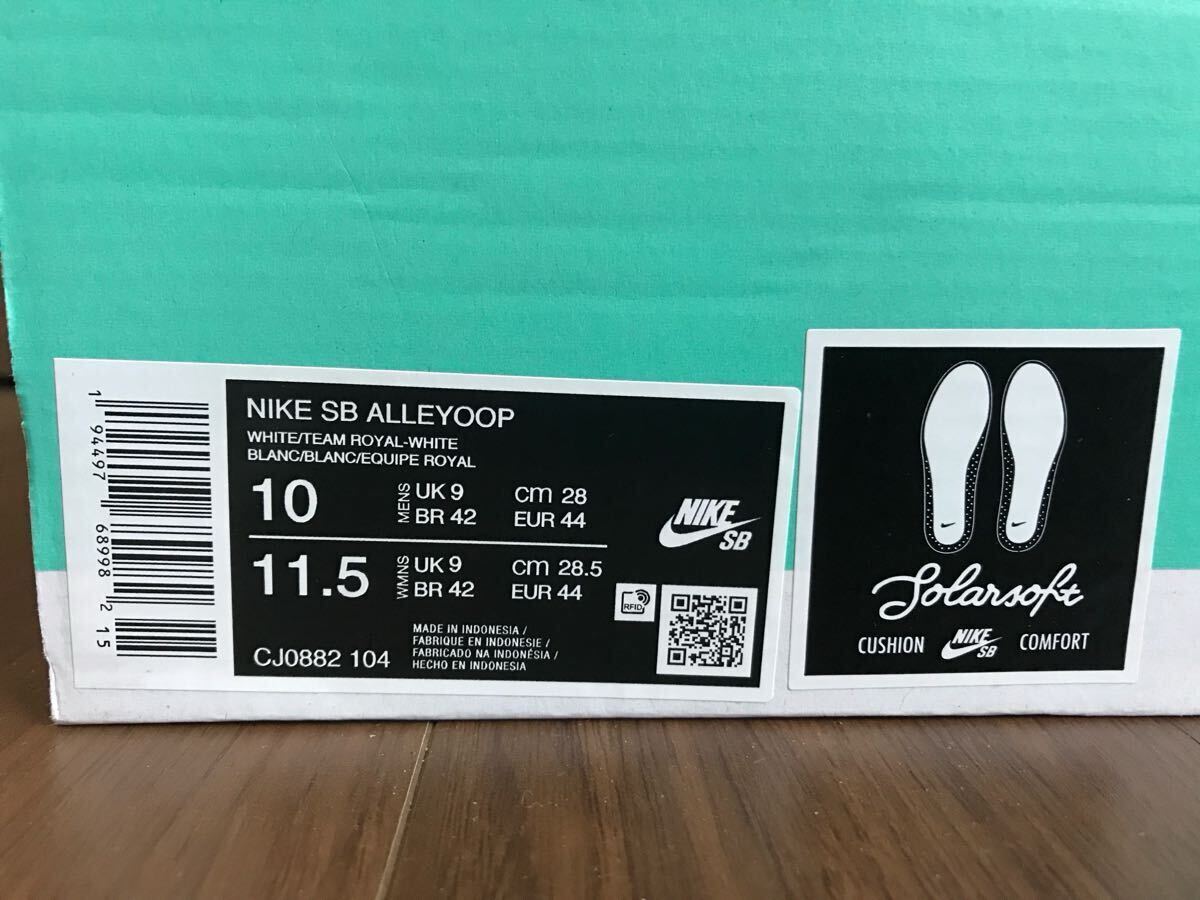 1 94497 68998 2 15
NIKE SB ALLEYOOP
WHITE/TEAM ROYAL-WHITE
BLANC/BLANC/EQUIPE ROYAL
10 MENS UK 9 cm 28
BR 42 EUR 44
11.5 WMNS UK 9 cm 28.5
BR 42 EUR 44
CJ0882 104
MADE IN INDONESIA /
FABRIQUE EN INDONESIE /
FABRICADO NA INDONÉSIA /
HECHO EN INDONESIA
NIKE
SB
RFID
Solarsoft
CUSHION NIKE SB COMFORT